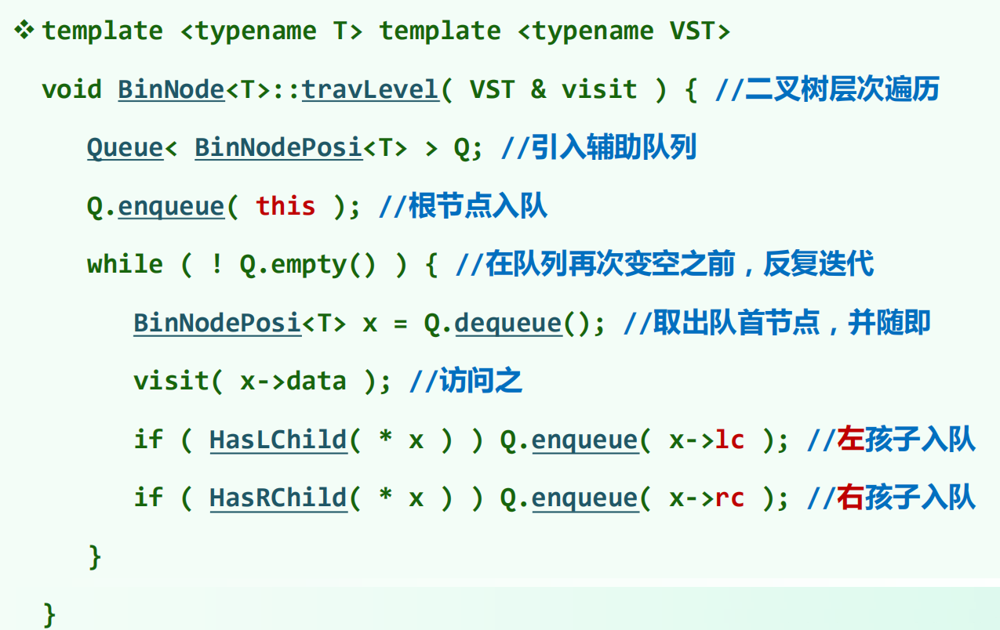 ❖ template <typename T> template <typename VST>
void BinNode<T>::travLevel( VST & visit ) { //二叉树层次遍历
Queue< BinNodePosi<T> > Q; //引入辅助队列
Q.enqueue( this ); //根节点入队
while ( ! Q.empty() ) { //在队列再次变空之前，反复迭代
BinNodePosi<T> x = Q.dequeue(); //取出队首节点，并随即
visit( x->data ); //访问之
if ( HasLChild( * x ) ) Q.enqueue( x->lc ); //左孩子入队
if ( HasRChild( * x ) ) Q.enqueue( x->rc ); //右孩子入队
}
}